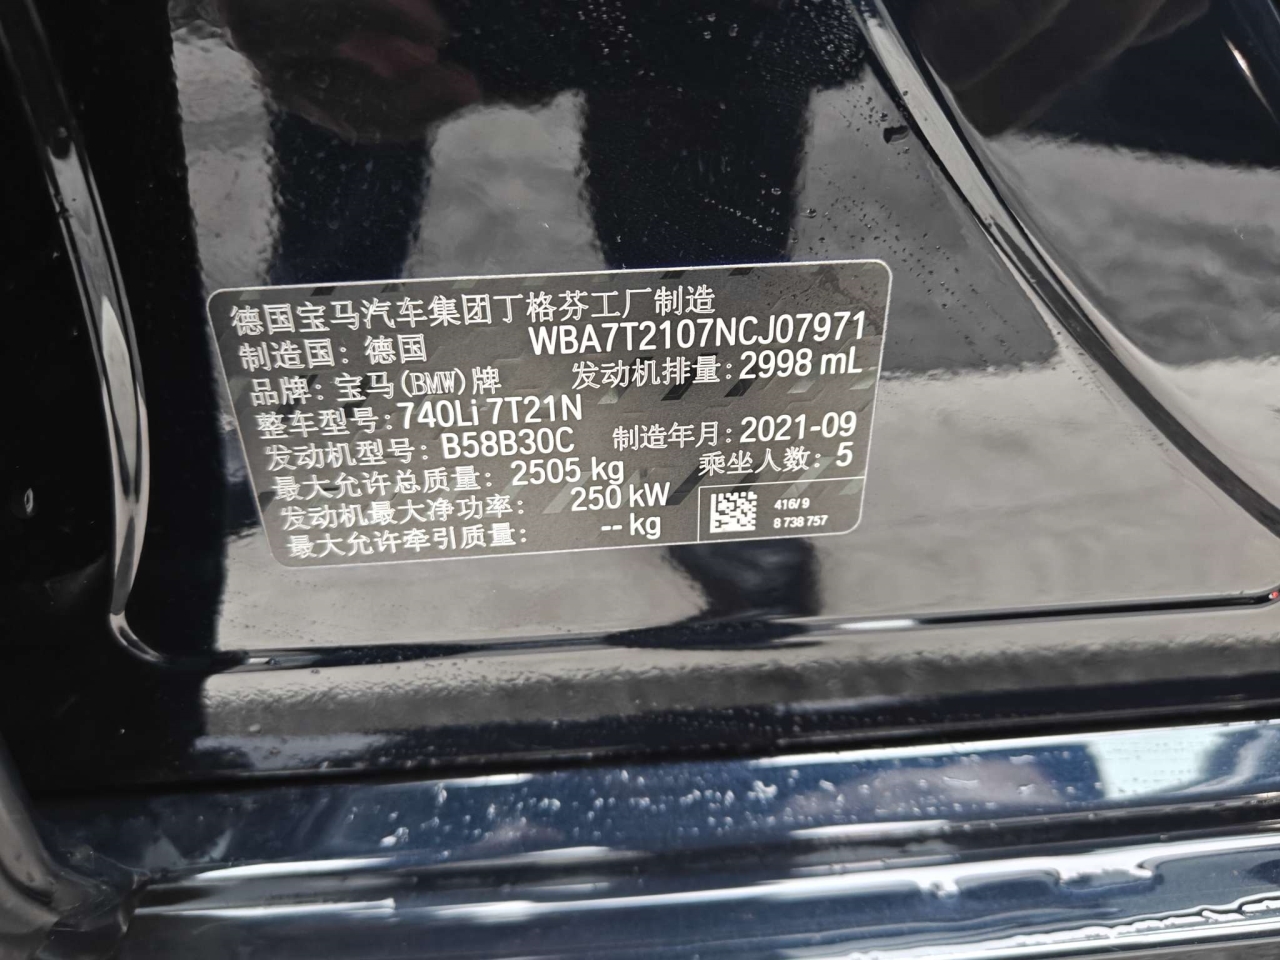 德国宝马汽车集团丁格芬工厂制造
制造国：德国 WBA7T2107NCJ07971
品牌：宝马(BMW)牌 发动机排量：2998 mL
整车型号：740Li 7T21N
发动机型号：B58B30C 制造年月：2021-09
最大允许总质量：2505 kg 乘坐人数：5
发动机最大净功率：250 kW
最大允许牵引质量：-- kg
416/ 9
8 738 757